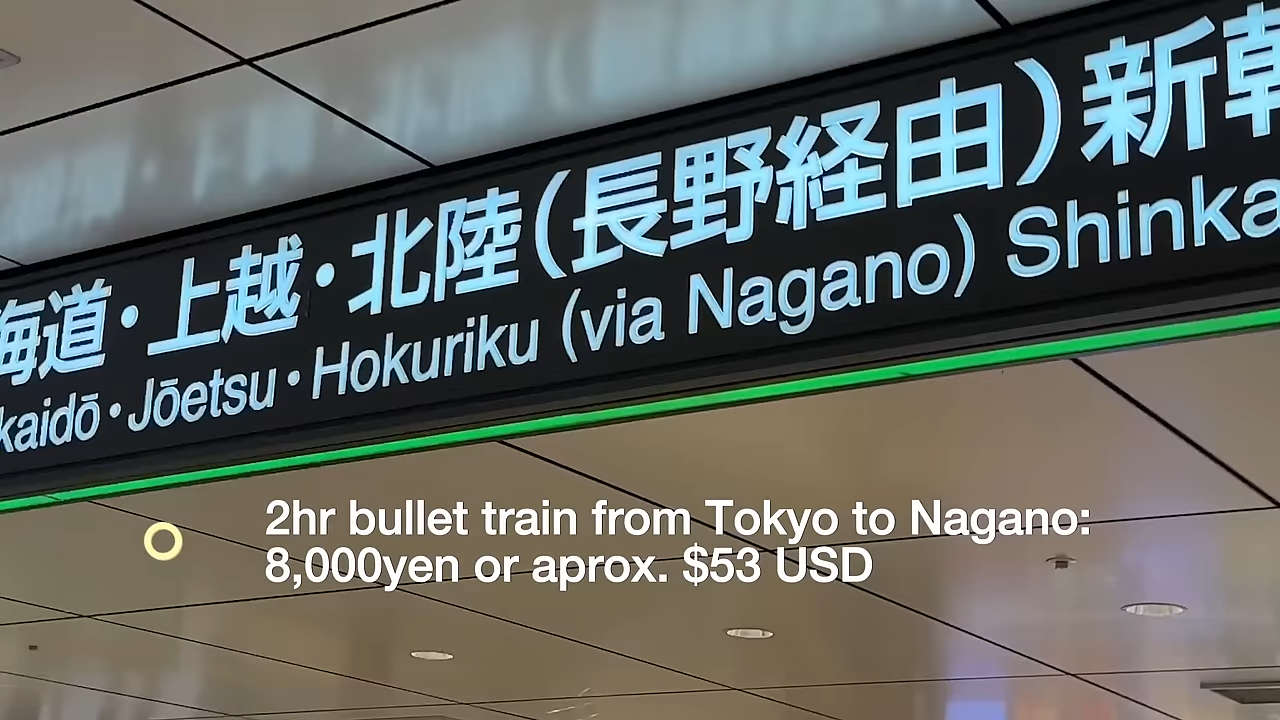 海道・上越・北陸(長野経由)新幹
kaidō・Jōetsu・Hokuriku (via Nagano) Shinka
2hr bullet train from Tokyo to Nagano:
8,000yen or aprox. $53 USD